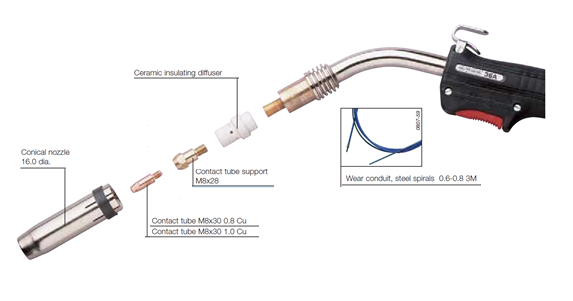 Ceramic insulating diffuser
36A
0697-59
Conical nozzle
16.0 dia.
Contact tube support
M8x28
Wear conduit, steel spirals 0.6-0.8 3M
Contact tube M8x30 0.8 Cu
Contact tube M8x30 1.0 Cu